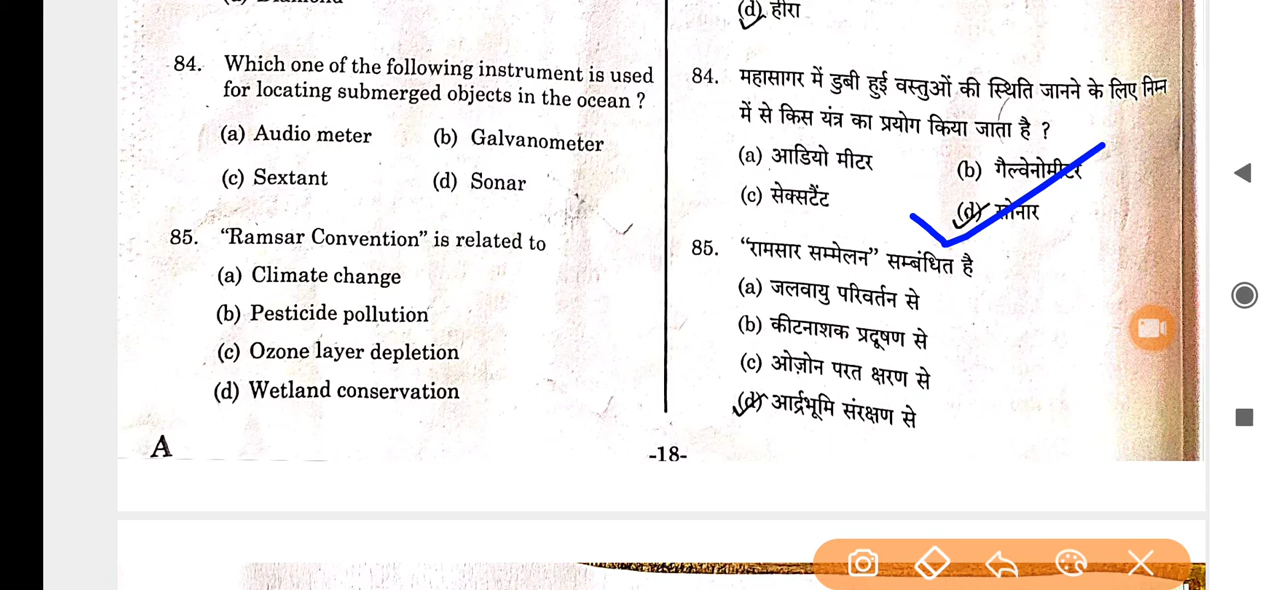 84. Which one of the following instrument is used
for locating submerged objects in the ocean ?
(a) Audio meter (b) Galvanometer
(c) Sextant (d) Sonar
85. “Ramsar Convention” is related to
(a) Climate change
(b) Pesticide pollution
(c) Ozone layer depletion
(d) Wetland conservation
(d) हीरा
84. महासागर में डुबी हुई वस्तुओं की स्थिति जानने के लिए निम्न
में से किस यंत्र का प्रयोग किया जाता है ?
(a) आडियो मीटर (b) गैल्वेनोमीटर
(c) सेक्सटैंट (d) सोनार
85. “रामसार सम्मेलन” सम्बंधित है
(a) जलवायु परिवर्तन से
(b) कीटनाशक प्रदूषण से
(c) ओज़ोन परत क्षरण से
(d) आर्द्रभूमि संरक्षण से
A -18-